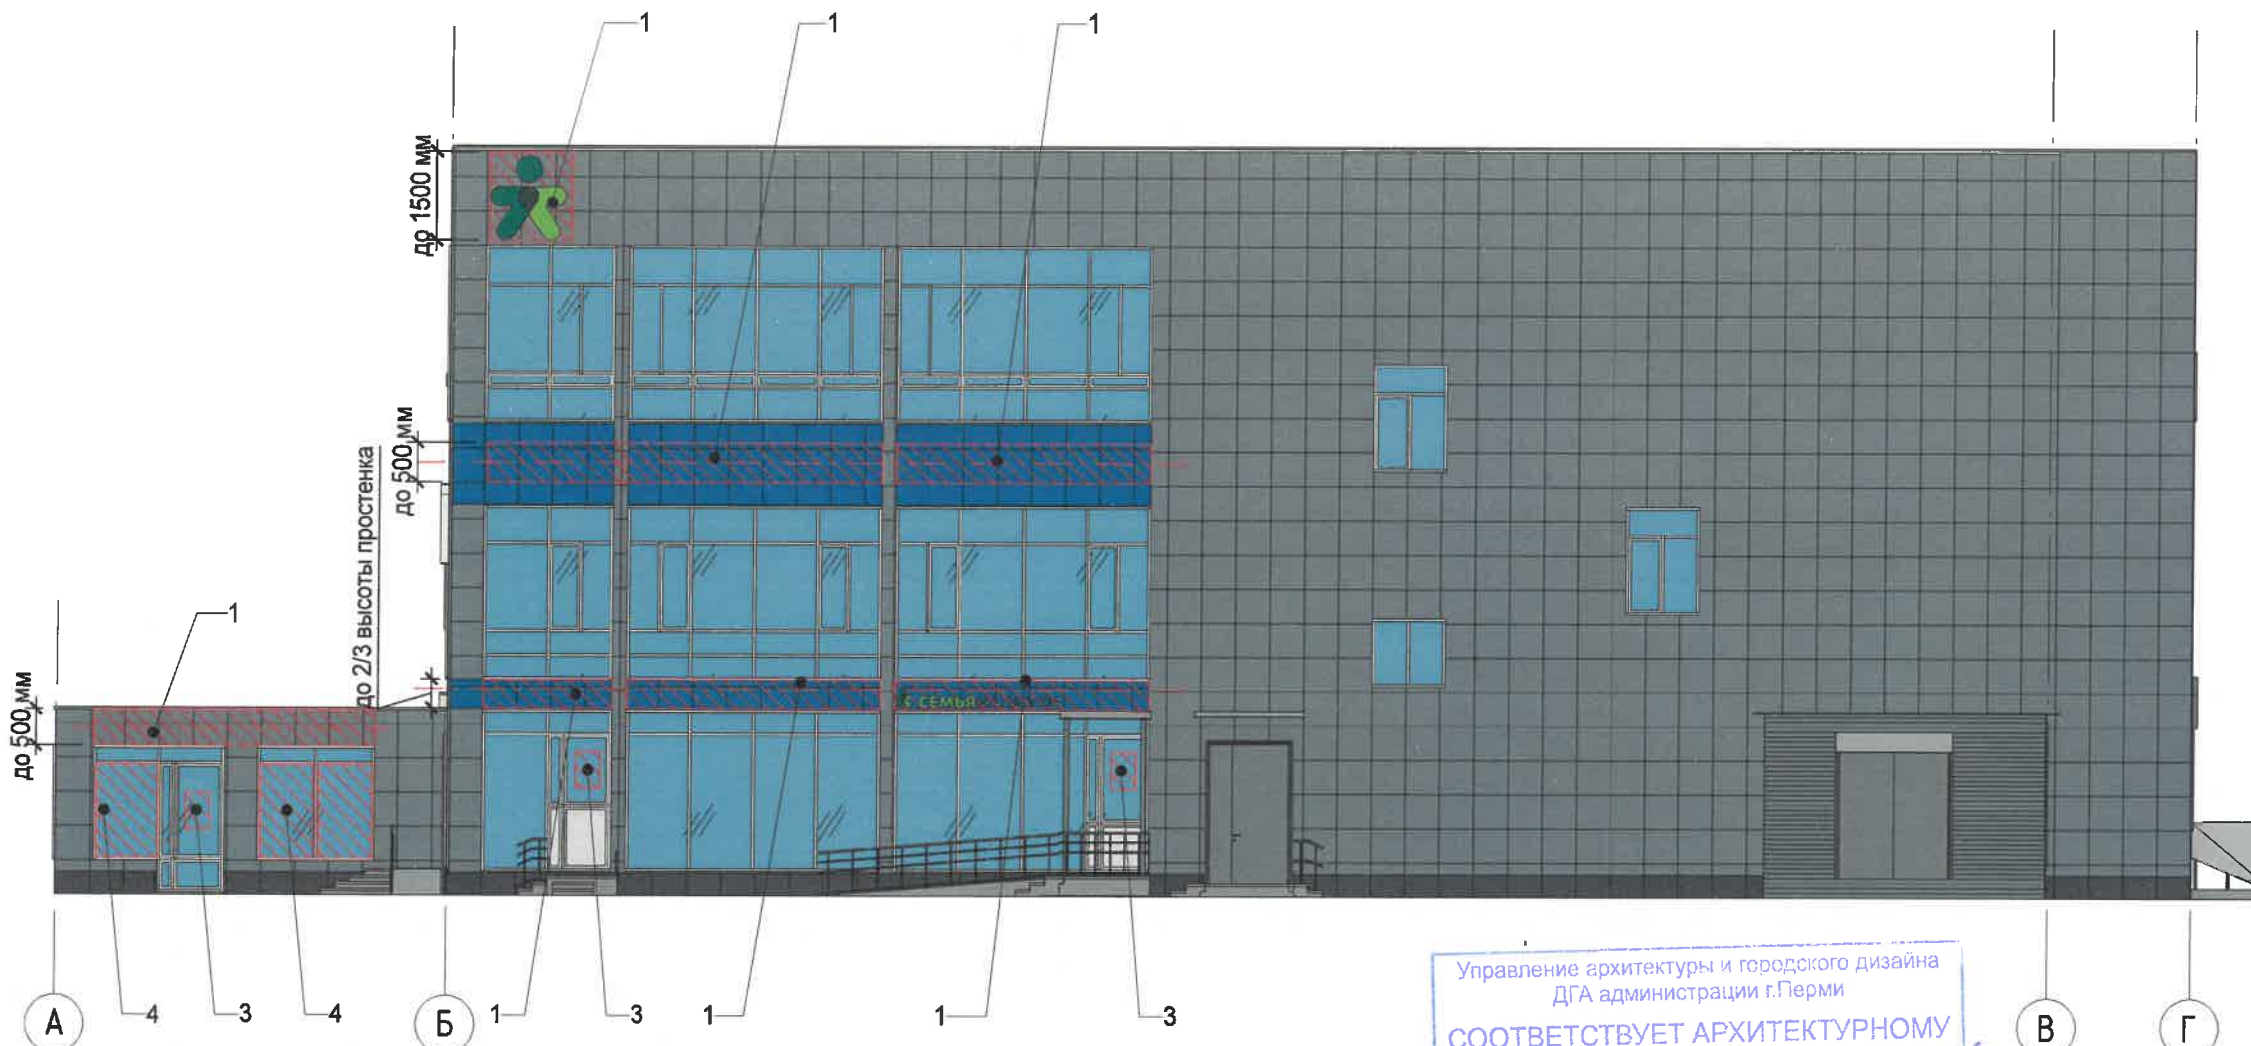 1
1
1
до 1500 мм
до 500 мм
до 2/3 высоты простенка
1
до 500 мм
СЕМЬЯ
А
4
3
4
Б
1
3
1
1
3
В
Г
Управление архитектуры и городского дизайна
ДГА администрации г.Перми
СООТВЕТСТВУЕТ АРХИТЕКТУРНОМУ